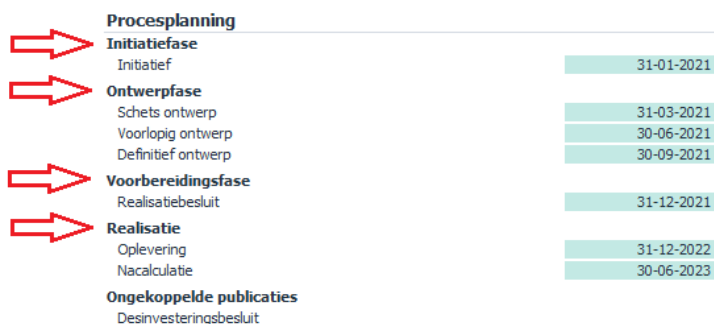 Procesplanning
Initiatiefase
Initiatief 31-01-2021
Ontwerpfase
Schets ontwerp 31-03-2021
Voorlopig ontwerp 30-06-2021
Definitief ontwerp 30-09-2021
Voorbereidingsfase
Realisatiebesluit 31-12-2021
Realisatie
Oplevering 31-12-2022
Nacalculatie 30-06-2023
Ongekoppelde publicaties
Desinvesteringsbesluit